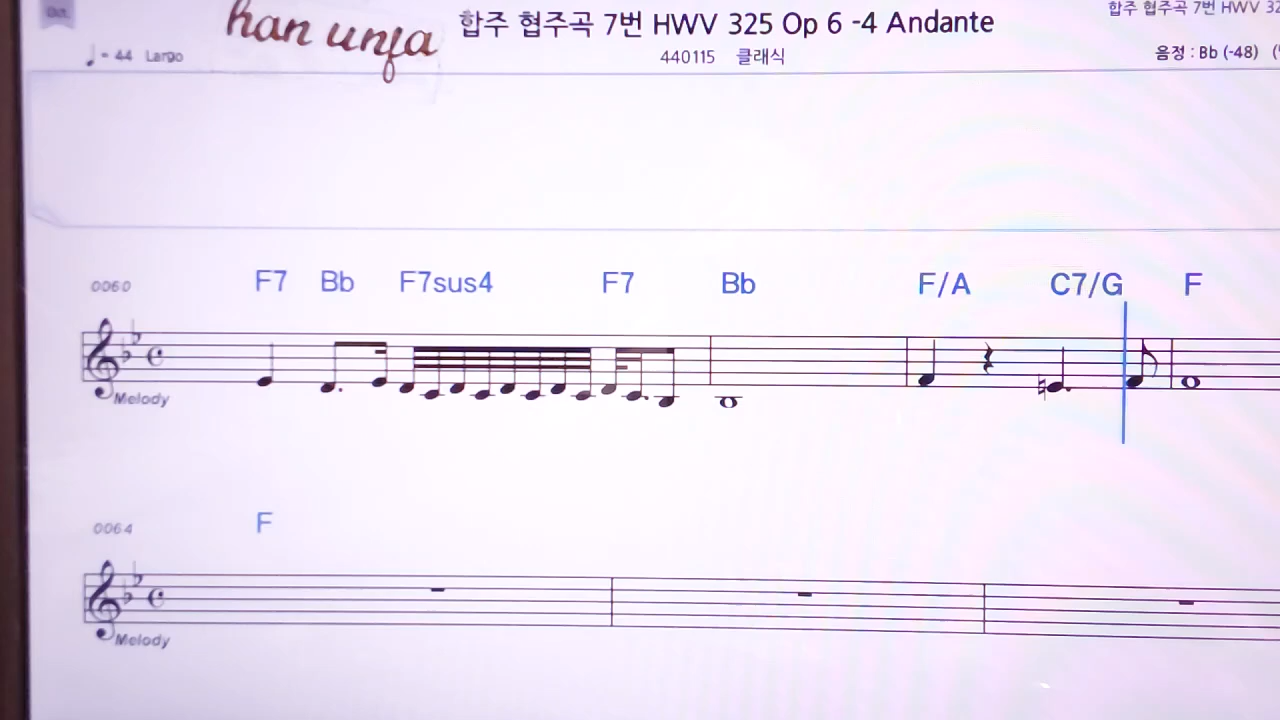 Oct.
han unfa
합주 협주곡 7번 HWV 325 Op 6 -4 Andante
합주 협주곡 7번 HWV 32
♩= 44 Largo
440115 클래식
음정 : Bb (-48) (
0060 F7 Bb F7sus4 F7 Bb F/A C7/G F
Melody
0064 F
Melody